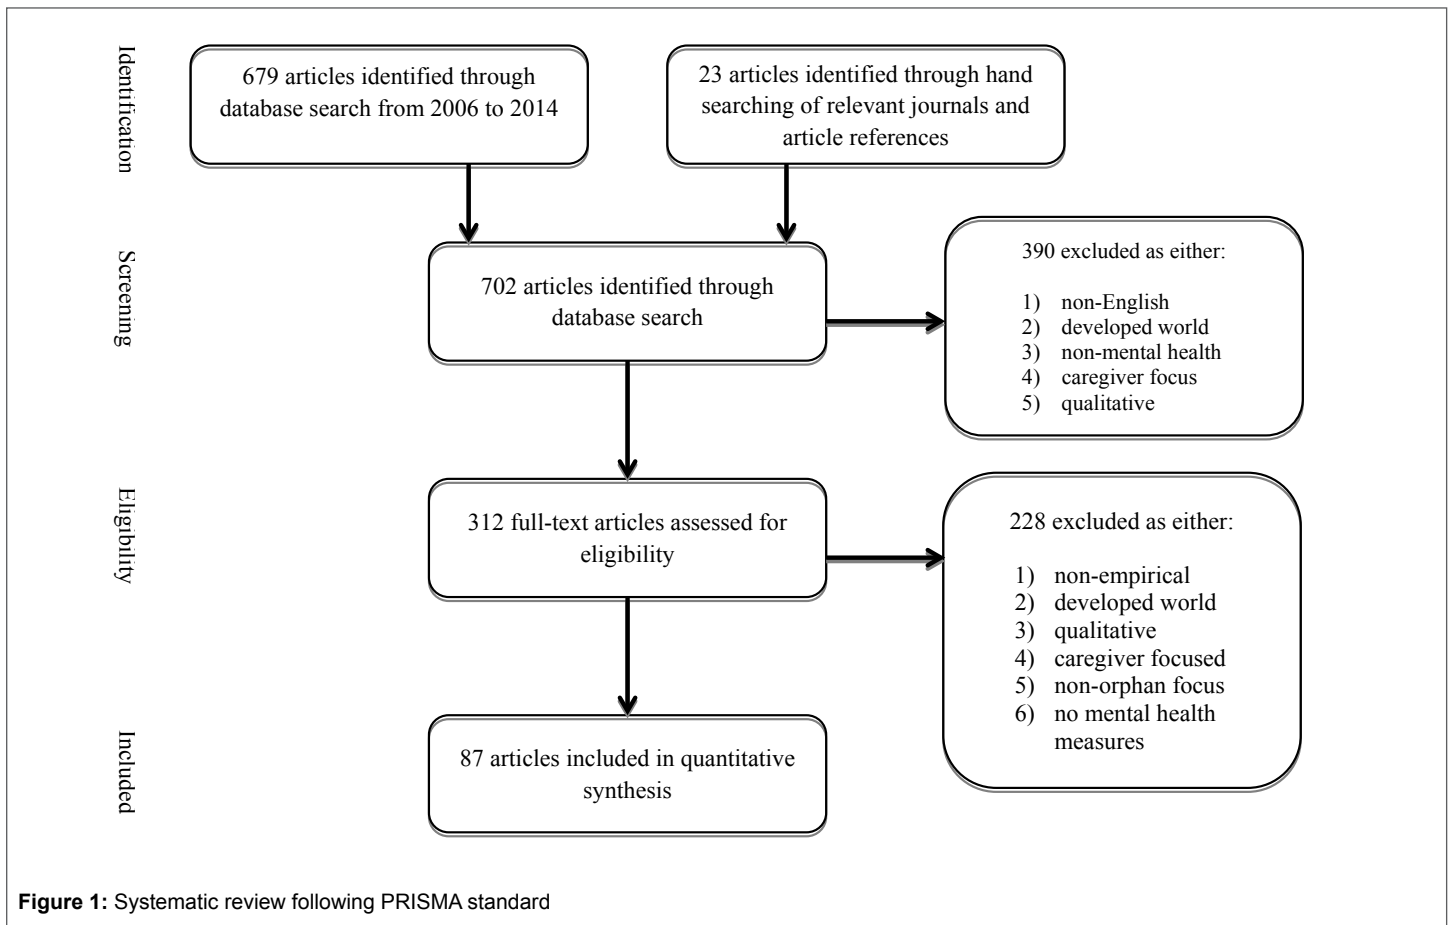 Identification
679 articles identified through
database search from 2006 to 2014
23 articles identified through hand
searching of relevant journals and
article references
Screening
702 articles identified through
database search
390 excluded as either:
1) non-English
2) developed world
3) non-mental health
4) caregiver focus
5) qualitative
Eligibility
312 full-text articles assessed for
eligibility
228 excluded as either:
1) non-empirical
2) developed world
3) qualitative
4) caregiver focused
5) non-orphan focus
6) no mental health
measures
Included
87 articles included in quantitative
synthesis
Figure 1: Systematic review following PRISMA standard